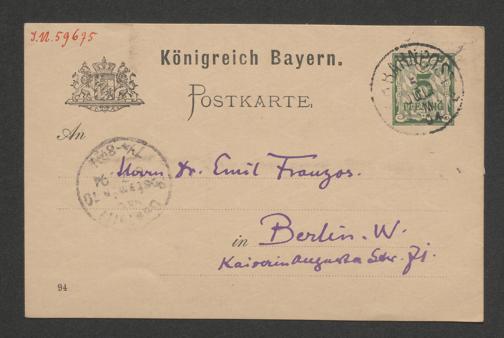 J.N.59675
Königreich Bayern.
POSTKARTE.
5
PFENNIG
An
Herrn Dr. Emil Franzos.
in Berlin. W.
Kaiserin Augusta Str. 71.
94